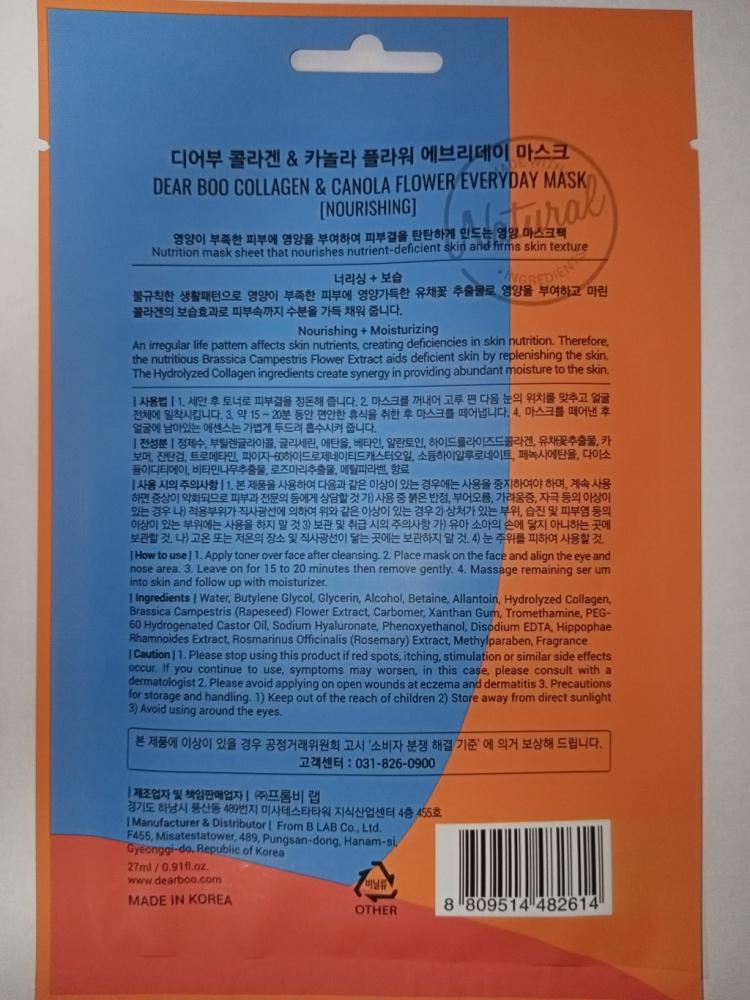 디어부 콜라겐 & 카놀라 플라워 에브리데이 마스크
DEAR BOO COLLAGEN & CANOLA FLOWER EVERYDAY MASK
[NOURISHING]
MADE WITH
Natural
INGREDIENTS
영양이 부족한 피부에 영양을 부여하여 피부결을 탄탄하게 만드는 영양 마스크팩
Nutrition mask sheet that nourishes nutrient-deficient skin and firms skin texture
너리싱 + 보습
불규칙한 생활패턴으로 영양이 부족한 피부에 영양가득한 유채꽃 추출물로 영양을 부여하고 마린
콜라겐의 보습효과로 피부속까지 수분을 가득 채워 줍니다.
Nourishing + Moisturizing
An irregular life pattern affects skin nutrients, creating deficiencies in skin nutrition. Therefore,
the nutritious Brassica Campestris Flower Extract aids deficient skin by replenishing the skin.
The Hydrolyzed Collagen ingredients create synergy in providing abundant moisture to the skin.
| 사용법 | 1. 세안 후 토너로 피부결을 정돈해 줍니다. 2. 마스크를 꺼내어 고루 편 다음 눈의 위치를 맞추고 얼굴
전체에 밀착시킵니다. 3. 약 15 ~ 20분 동안 편안한 휴식을 취한 후 마스크를 떼어냅니다. 4. 마스크를 떼어낸 후
얼굴에 남아있는 에센스는 가볍게 두드려 흡수시켜 줍니다.
| 전성분 | 정제수, 부틸렌글라이콜, 글리세린, 에탄올, 베타인, 알란토인, 하이드롤라이즈드콜라겐, 유채꽃추출물, 카
보머, 잔탄검, 트로메타민, 피이지-60하이드로제네이티드캐스터오일, 소듐하이알루로네이트, 페녹시에탄올, 다이소
듐이디티에이, 비타민나무추출물, 로즈마리추출물, 메틸파라벤, 향료
| 사용 시의 주의사항 | 1. 본 제품을 사용하여 다음과 같은 이상이 있는 경우에는 사용을 중지하여야 하며, 계속 사용
하면 증상이 악화되므로 피부과 전문의 등에게 상담할 것 가) 사용 중 붉은 반점, 부어오름, 가려움증, 자극 등의 이상이
있는 경우 나) 적용부위가 직사광선에 의하여 위와 같은 이상이 있는 경우 2) 상처가 있는 부위, 습진 및 피부염 등의
이상이 있는 부위에는 사용을 하지 말 것 3) 보관 및 취급 시의 주의사항 가) 유아 소아의 손에 닿지 아니하는 곳에
보관할 것. 나) 고온 또는 저온의 장소 및 직사광선이 닿는 곳에는 보관하지 말 것. 4) 눈 주위를 피하여 사용할 것.
| How to use | 1. Apply toner over face after cleansing. 2. Place mask on the face and align the eye and
nose area. 3. Leave on for 15 to 20 minutes then remove gently. 4. Massage remaining ser um
into skin and follow up with moisturizer.
| Ingredients | Water, Butylene Glycol, Glycerin, Alcohol, Betaine, Allantoin, Hydrolyzed Collagen,
Brassica Campestris (Rapeseed) Flower Extract, Carbomer, Xanthan Gum, Tromethamine, PEG-
60 Hydrogenated Castor Oil, Sodium Hyaluronate, Phenoxyethanol, Disodium EDTA, Hippophae
Rhamnoides Extract, Rosmarinus Officinalis (Rosemary) Extract, Methylparaben, Fragrance
| Caution | 1. Please stop using this product if red spots, itching, stimulation or similar side effects
occur. If you continue to use, symptoms may worsen, in this case, please consult with a
dermatologist 2. Please avoid applying on open wounds at eczema and dermatitis 3. Precautions
for storage and handling. 1) Keep out of the reach of children 2) Store away from direct sunlight
3) Avoid using around the eyes.
본 제품에 이상이 있을 경우 공정거래위원회 고시 '소비자 분쟁 해결 기준' 에 의거 보상해 드립니다.
고객센터 : 031-826-0900
| 제조업자 및 책임판매업자 | ㈜프롬비 랩
경기도 하남시 풍산동 489번지 미사테스타타워 지식산업센터 4층 455호
| Manufacturer & Distributor | From B LAB Co., Ltd.
F455, Misatestatower, 489, Pungsan-dong, Hanam-si,
Gyeonggi-do, Republic of Korea
27ml / 0.91fl.oz.
www.dearboo.com
MADE IN KOREA
비닐류
OTHER
8 809514 482614